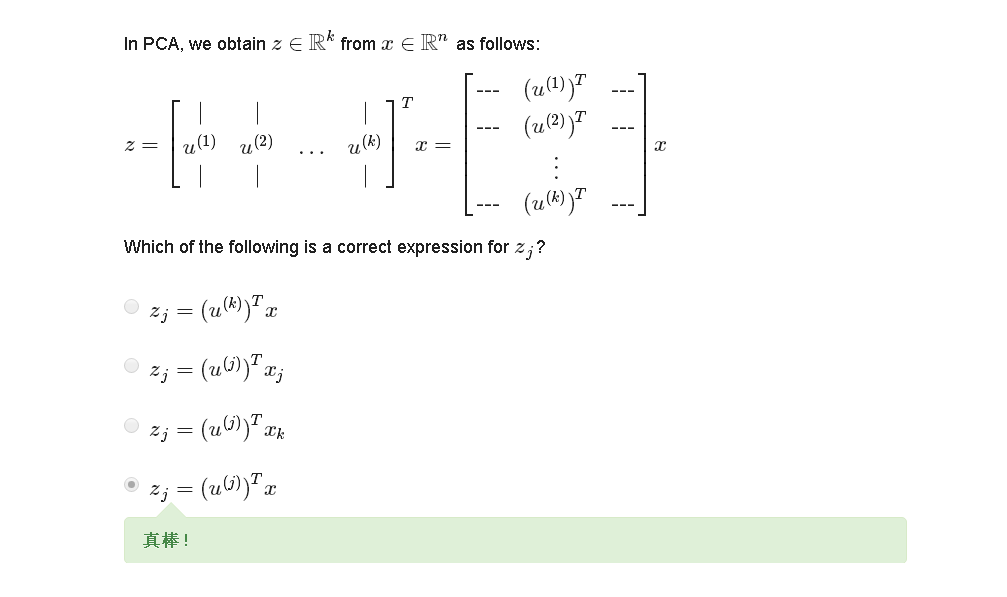 In PCA, we obtain $z \in \mathbb{R}^k$ from $x \in \mathbb{R}^n$ as follows:
$z = \begin{bmatrix} | & | & & | \\ u^{(1)} & u^{(2)} & \dots & u^{(k)} \\ | & | & & | \end{bmatrix}^T x = \begin{bmatrix} \text{---} & (u^{(1)})^T & \text{---} \\ \text{---} & (u^{(2)})^T & \text{---} \\ & \vdots & \\ \text{---} & (u^{(k)})^T & \text{---} \end{bmatrix} x$
Which of the following is a correct expression for $z_j$?
$z_j = (u^{(k)})^T x$
$z_j = (u^{(j)})^T x_j$
$z_j = (u^{(j)})^T x_k$
$z_j = (u^{(j)})^T x$
真棒!